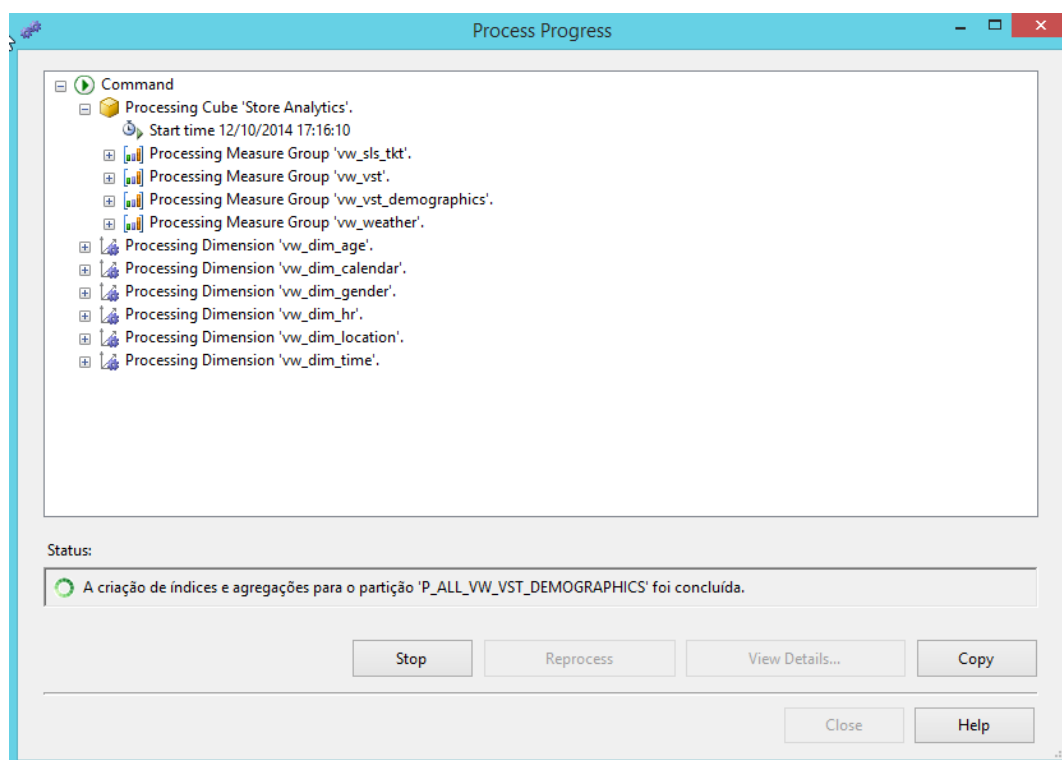 Process Progress
Command
Processing Cube 'Store Analytics'.
Start time 12/10/2014 17:16:10
Processing Measure Group 'vw_sls_tkt'.
Processing Measure Group 'vw_vst'.
Processing Measure Group 'vw_vst_demographics'.
Processing Measure Group 'vw_weather'.
Processing Dimension 'vw_dim_age'.
Processing Dimension 'vw_dim_calendar'.
Processing Dimension 'vw_dim_gender'.
Processing Dimension 'vw_dim_hr'.
Processing Dimension 'vw_dim_location'.
Processing Dimension 'vw_dim_time'.
Status:
A criação de índices e agregações para o partição 'P_ALL_VW_VST_DEMOGRAPHICS' foi concluída.
Stop Reprocess View Details... Copy
Close Help